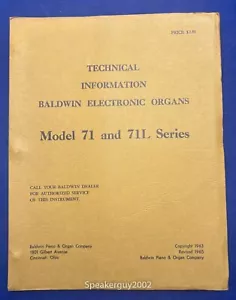 PRICE $3.00
TECHNICAL
INFORMATION
BALDWIN ELECTRONIC ORGANS
Model 71 and 71L Series
CALL YOUR BALDWIN DEALER
FOR AUTHORIZED SERVICE
ON THIS INSTRUMENT
Baldwin Piano & Organ Company
1801 Gilbert Avenue
Cincinnati, Ohio
Copyright 1963
Revised 1965
Baldwin Piano & Organ Company
Speakerguy2002